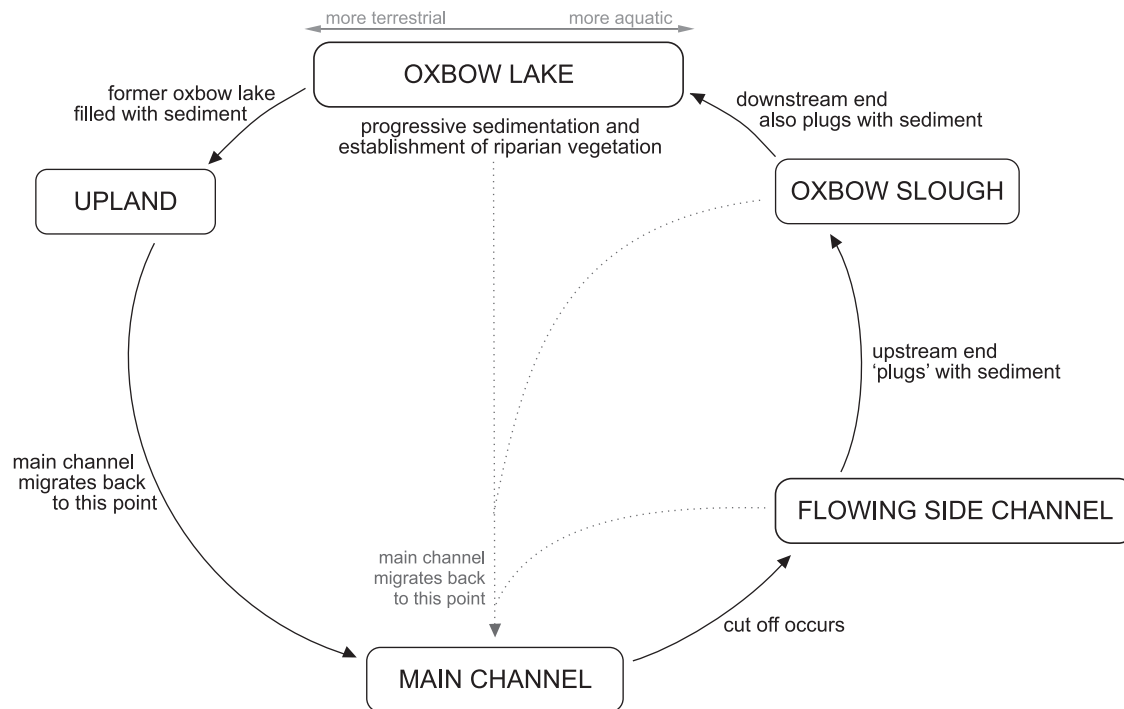 more terrestrial
more aquatic
OXBOW LAKE
former oxbow lake
filled with sediment
progressive sedimentation and
establishment of riparian vegetation
downstream end
also plugs with sediment
UPLAND
OXBOW SLOUGH
upstream end
‘plugs’ with sediment
main channel
migrates back
to this point
FLOWING SIDE CHANNEL
main channel
migrates back
to this point
cut off occurs
MAIN CHANNEL